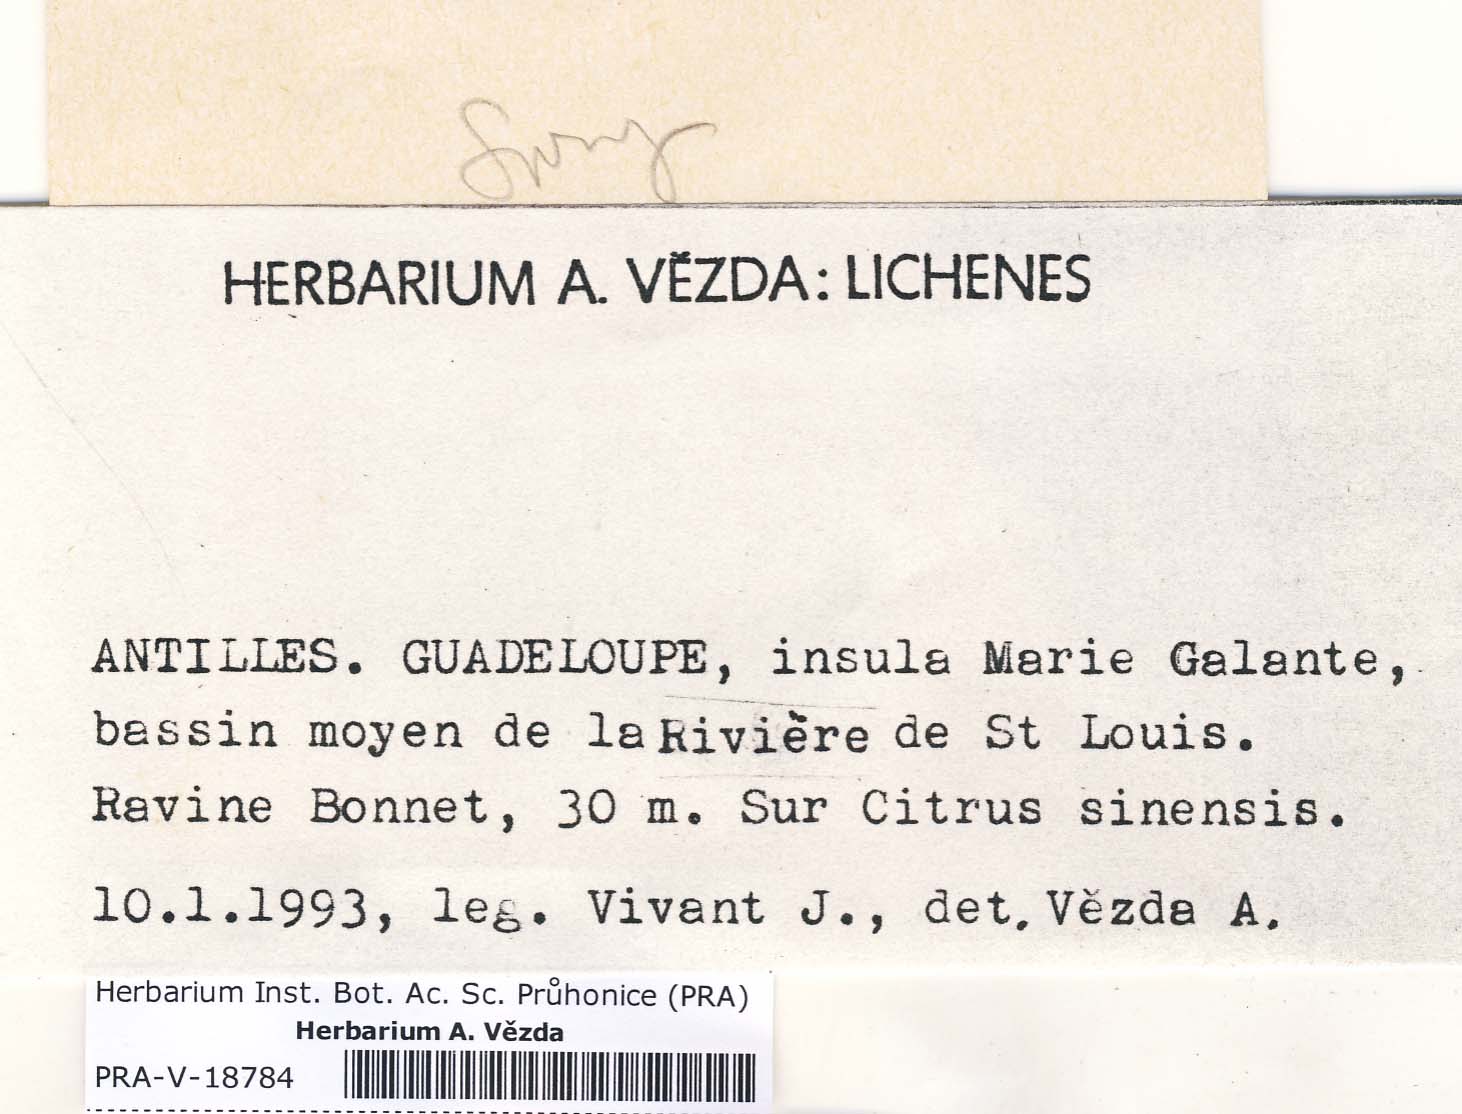 HERBARIUM A. VĚZDA: LICHENES
ANTILLES. GUADELOUPE, insula Marie Galante,
bassin moyen de la Rivière de St Louis.
Ravine Bonnet, 30 m. Sur Citrus sinensis.
10.1.1993, leg. Vivant J., det. Vězda A.
Herbarium Inst. Bot. Ac. Sc. Průhonice (PRA)
Herbarium A. Vězda
PRA-V-18784